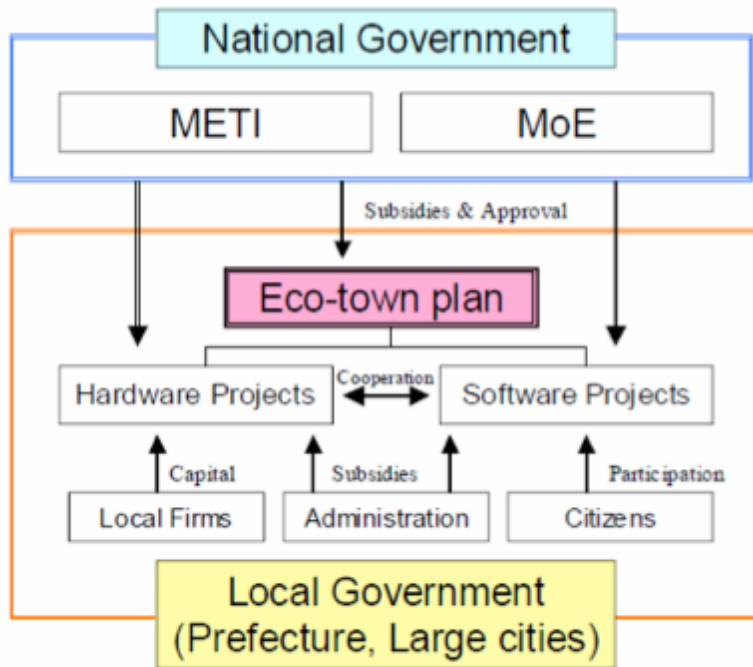 National Government
METI
MoE
Subsidies & Approval
Eco-town plan
Hardware Projects
Cooperation
Software Projects
Capital
Subsidies
Participation
Local Firms
Administration
Citizens
Local Government
(Prefecture, Large cities)